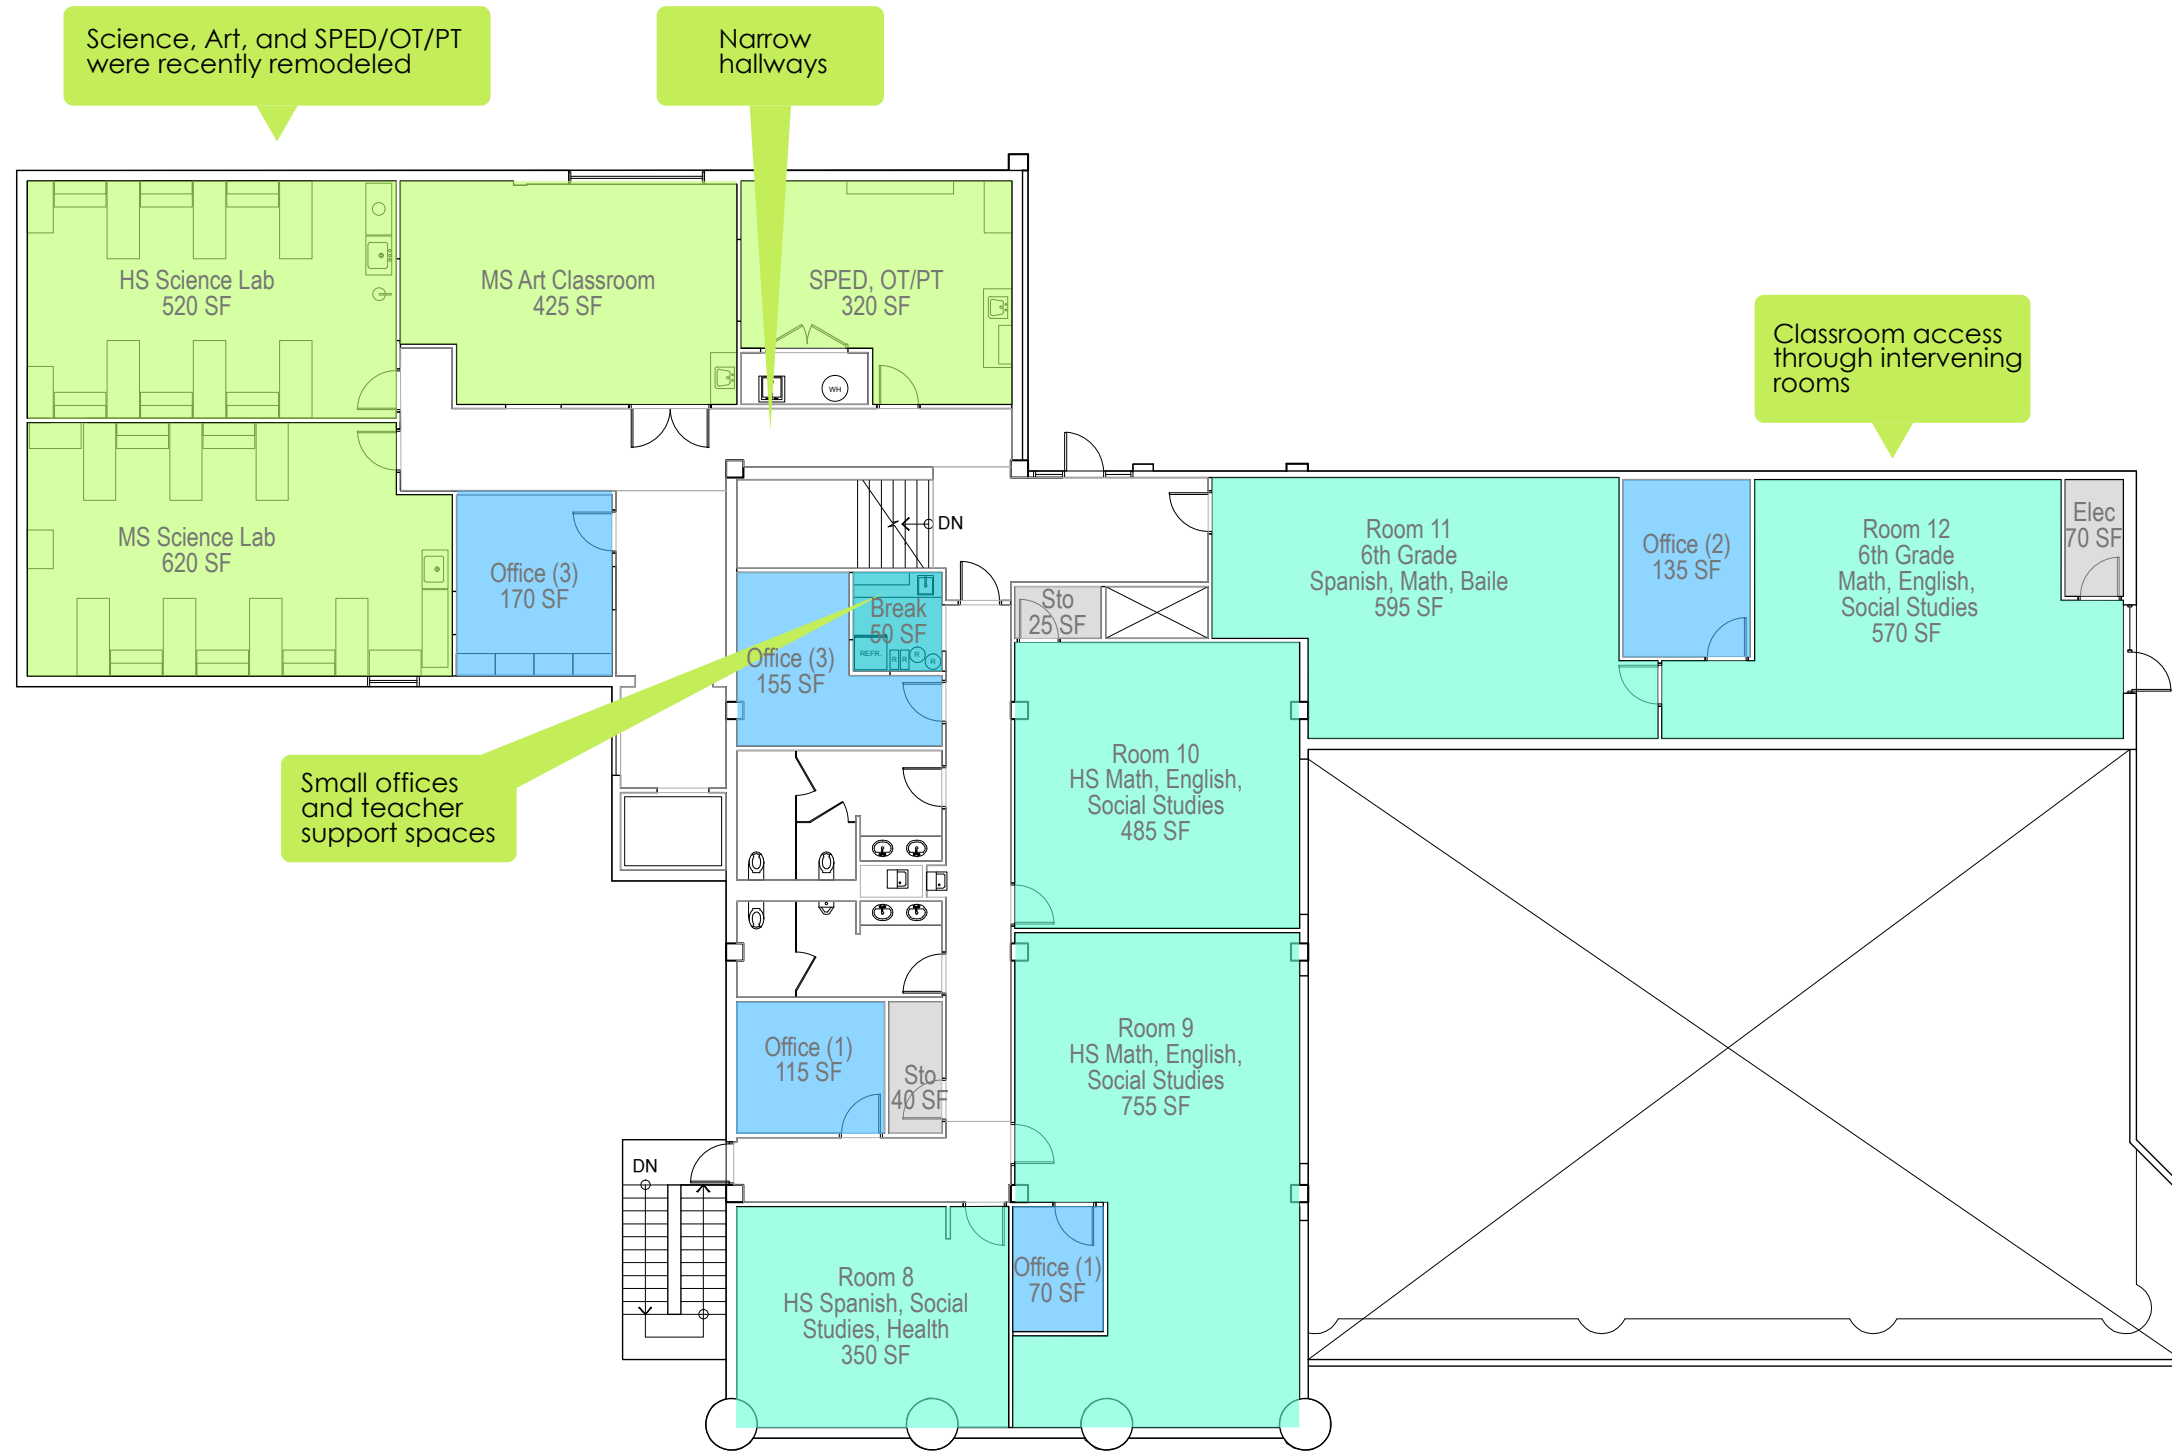 Science, Art, and SPED/OT/PT
were recently remodeled
Narrow
hallways
HS Science Lab
520 SF
MS Art Classroom
425 SF
SPED, OT/PT
320 SF
WH
Classroom access
through intervening
rooms
MS Science Lab
620 SF
Office (3)
170 SF
DN
Room 11
6th Grade
Spanish, Math, Baile
595 SF
Office (2)
135 SF
Room 12
6th Grade
Math, English,
Social Studies
570 SF
Elec
70 SF
Break
50 SF
REFR.
R
R
R
R
Office (3)
155 SF
Sto
25 SF
Small offices
and teacher
support spaces
Room 10
HS Math, English,
Social Studies
485 SF
Office (1)
115 SF
Sto
40 SF
Room 9
HS Math, English,
Social Studies
755 SF
DN
Room 8
HS Spanish, Social
Studies, Health
350 SF
Office (1)
70 SF